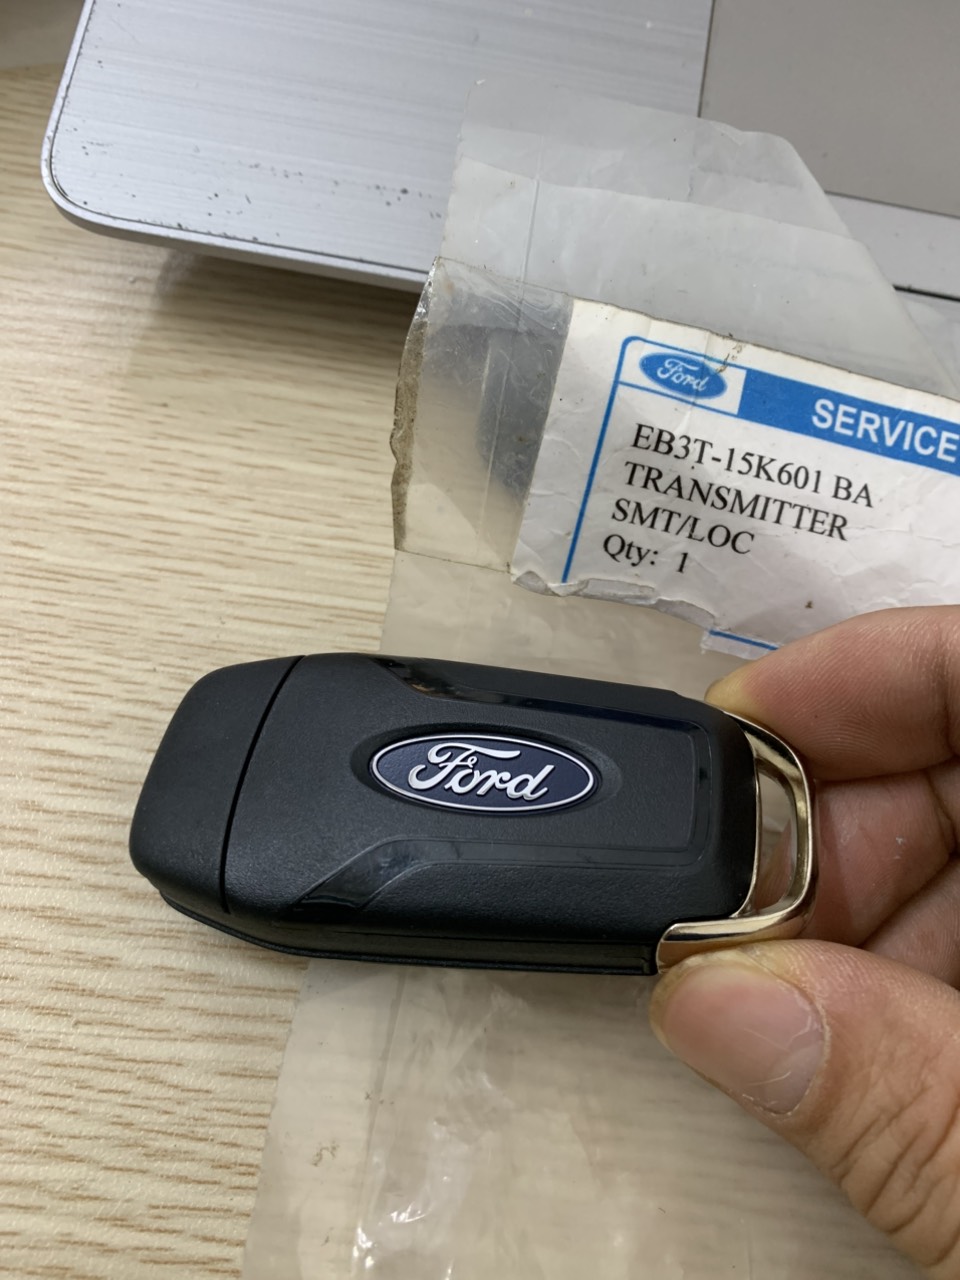 Ford
SERVICE
EB3T-15K601 BA
TRANSMITTER
SMT/LOC
Qty: 1
Ford